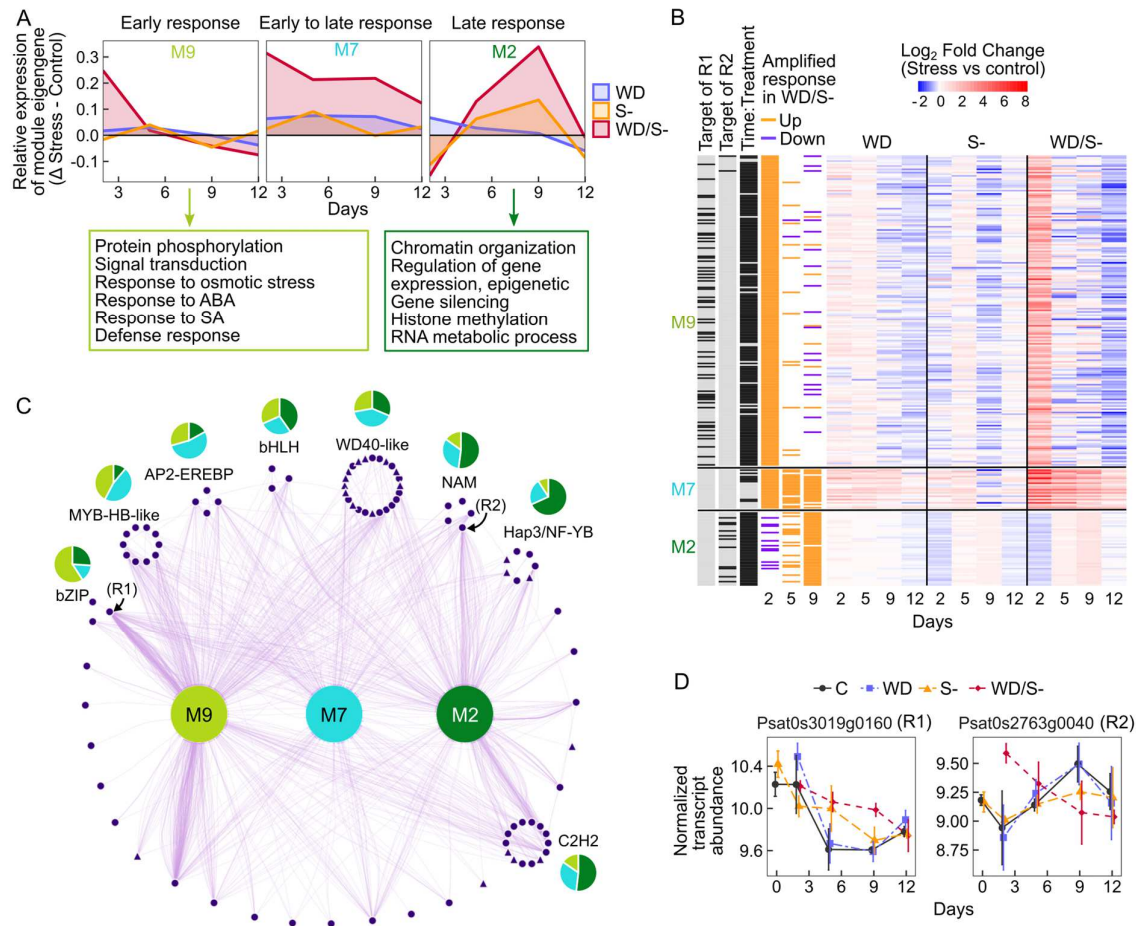 A
Early response
Early to late response
Late response
M9
M7
M2
Relative expression
of module eigengene
(Δ Stress - Control)
0.3
0.2
0.1
0.0
-0.1
3 6 9 12
3 6 9 12
3 6 9 12
Days
WD
S-
WD/S-
Protein phosphorylation
Signal transduction
Response to osmotic stress
Response to ABA
Response to SA
Defense response
Chromatin organization
Regulation of gene
expression, epigenetic
Gene silencing
Histone methylation
RNA metabolic process
B
Target of R1
Target of R2
Time:Treatment
Amplified
response
in WD/S-
Up
Down
Log2 Fold Change
(Stress vs control)
-2 0 2 4 6 8
WD
S-
WD/S-
M9
M7
M2
2 5 9 2 5 9 12 2 5 9 12 2 5 9 12
Days
C
bZIP
(R1)
MYB-HB-like
AP2-EREBP
bHLH
WD40-like
NAM
(R2)
Hap3/NF-YB
C2H2
M9
M7
M2
D
C
WD
S-
WD/S-
Psat0s3019g0160 (R1)
Psat0s2763g0040 (R2)
Normalized
transcript
abundance
10.4
10.0
9.6
0 3 6 9 12
9.50
9.25
9.00
8.75
0 3 6 9 12
Days